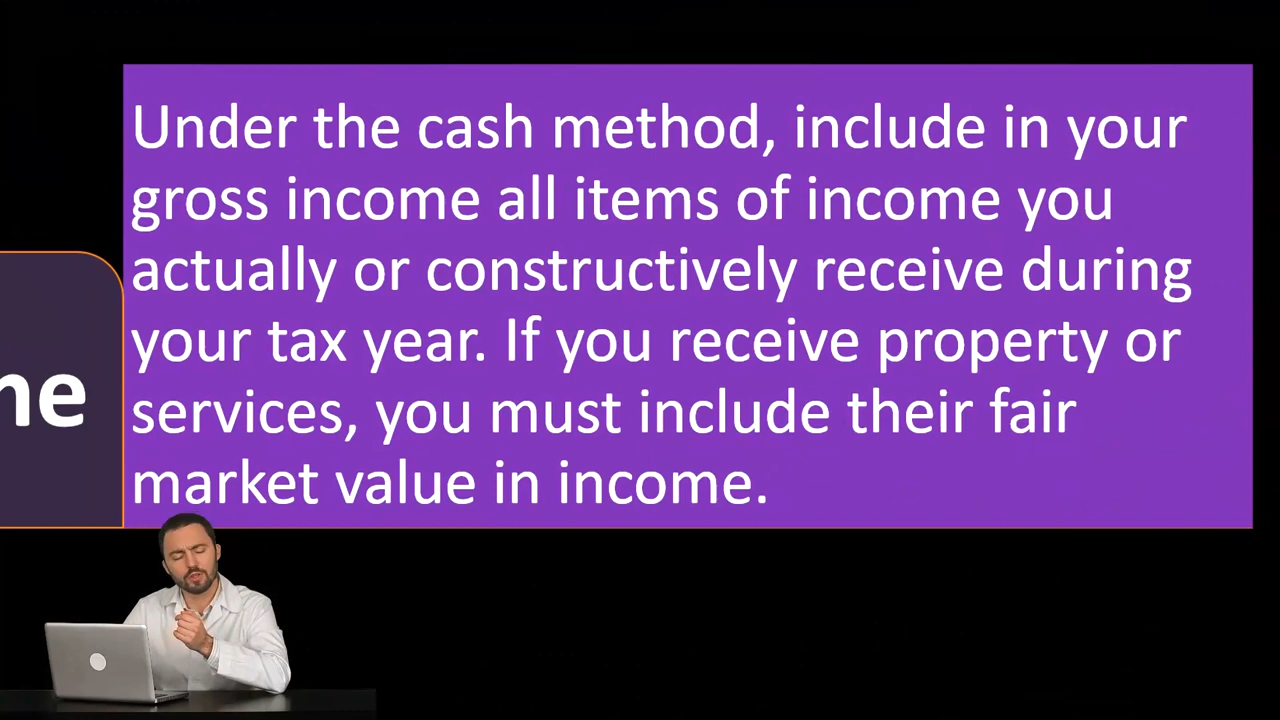 Under the cash method, include in your
gross income all items of income you
actually or constructively receive during
your tax year. If you receive property or
services, you must include their fair
market value in income.